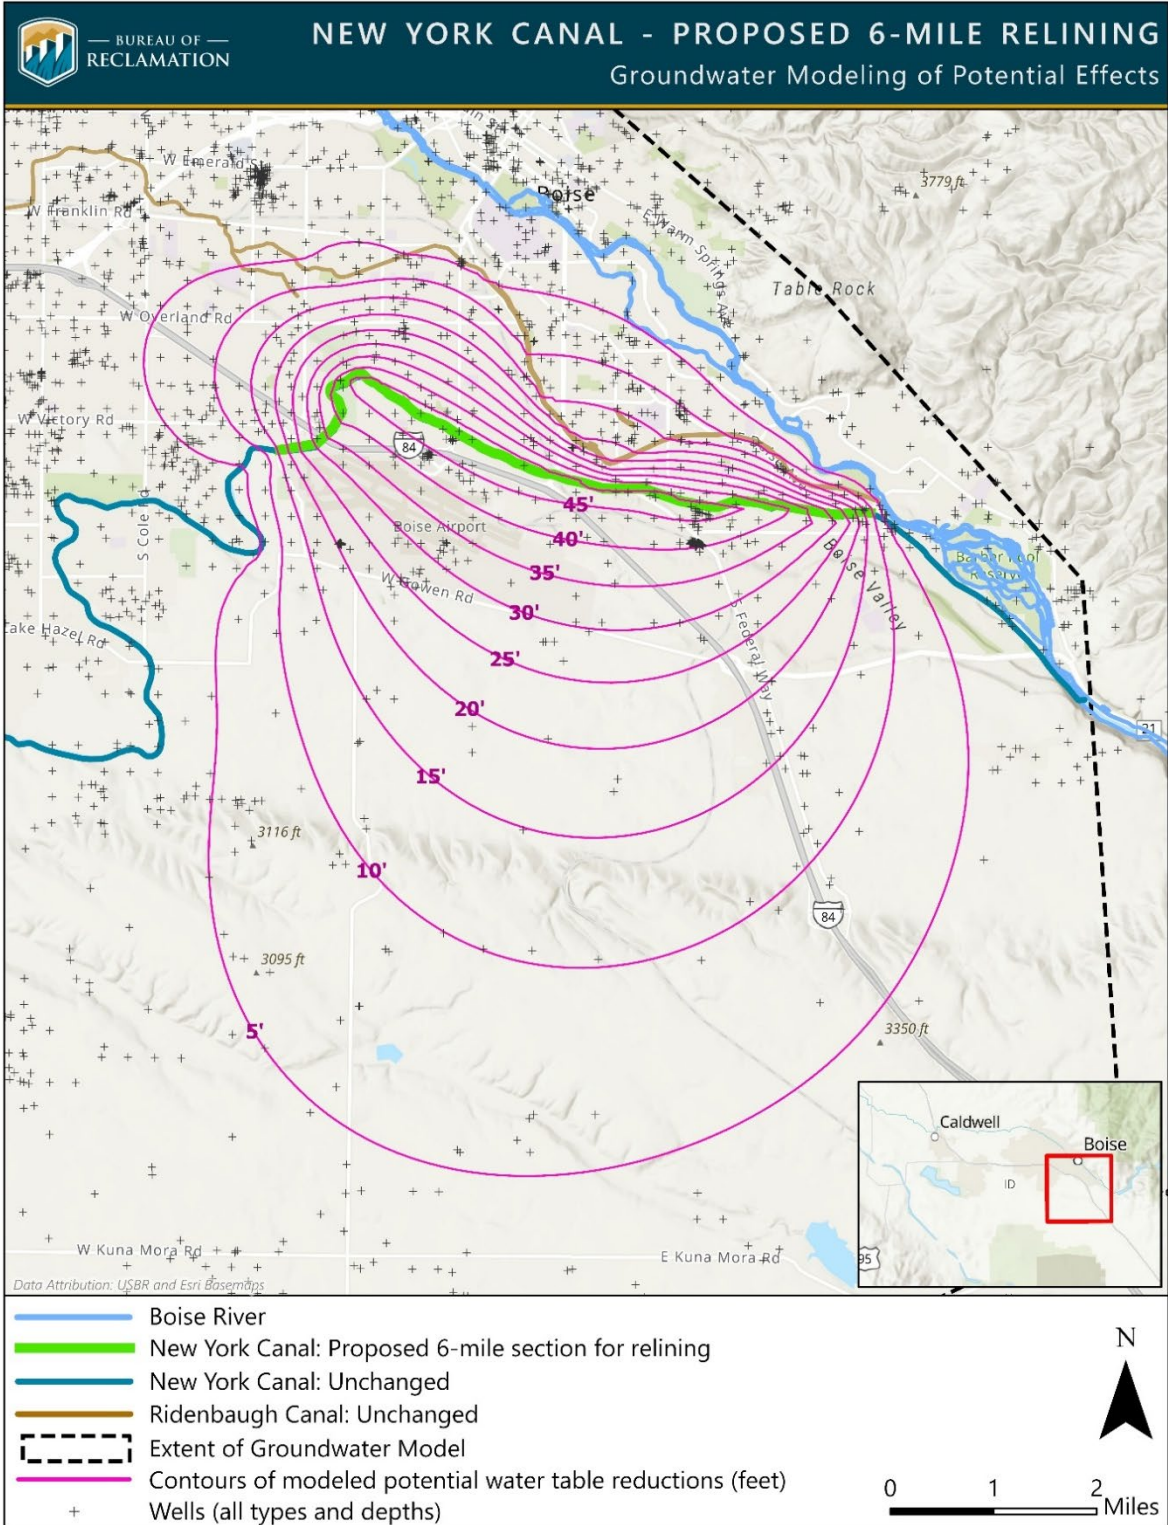 BUREAU OF
RECLAMATION
NEW YORK CANAL - PROPOSED 6-MILE RELINING
Groundwater Modeling of Potential Effects
W Emerald St
Boise
3779 ft
W Franklin Rd
E Warm Springs Ave
Table Rock
W Overland Rd
W Victory Rd
84
45'
Boise Airport
40'
S Cole Rd
35'
W Gowen Rd
Boise Valley
30'
Lake Hazel Rd
S Federal Way
25'
20'
21
15'
3116 ft
10'
84
3095 ft
5'
3350 ft
Caldwell
Boise
ID
95
W Kuna Mora Rd
E Kuna Mora Rd
Data Attribution: USBR and Esri Basemaps
Boise River
New York Canal: Proposed 6-mile section for relining
New York Canal: Unchanged
Ridenbaugh Canal: Unchanged
Extent of Groundwater Model
Contours of modeled potential water table reductions (feet)
Wells (all types and depths)
N
0 1 2
Miles